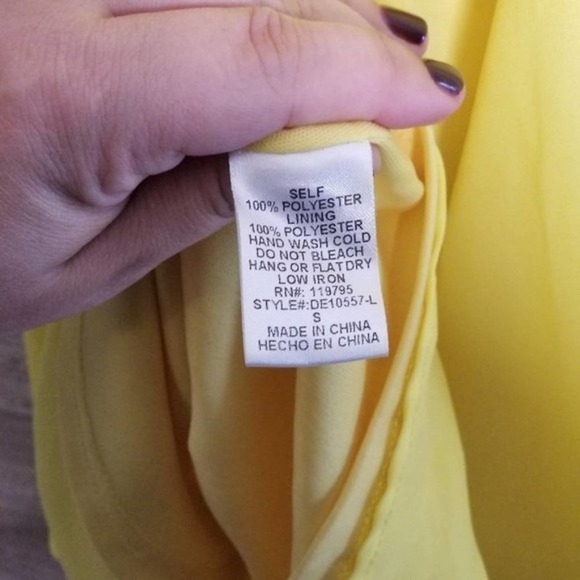 SELF
100% POLYESTER
LINING
100% POLYESTER
HAND WASH COLD
DO NOT BLEACH
HANG OR FLAT DRY
LOW IRON
RN#: 119795
STYLE#:DE10557-L
S
MADE IN CHINA
HECHO EN CHINA